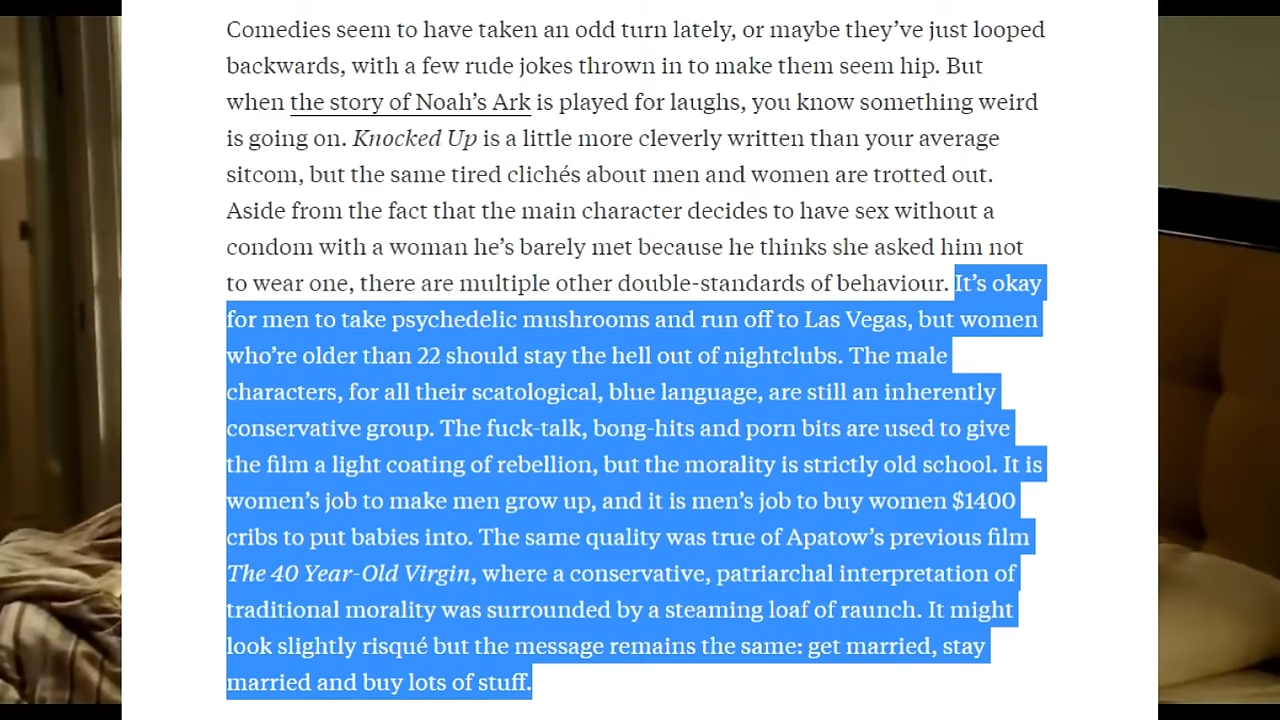 Comedies seem to have taken an odd turn lately, or maybe they’ve just looped
backwards, with a few rude jokes thrown in to make them seem hip. But
when the story of Noah’s Ark is played for laughs, you know something weird
is going on. Knocked Up is a little more cleverly written than your average
sitcom, but the same tired clichés about men and women are trotted out.
Aside from the fact that the main character decides to have sex without a
condom with a woman he’s barely met because he thinks she asked him not
to wear one, there are multiple other double-standards of behaviour. It’s okay
for men to take psychedelic mushrooms and run off to Las Vegas, but women
who’re older than 22 should stay the hell out of nightclubs. The male
characters, for all their scatological, blue language, are still an inherently
conservative group. The fuck-talk, bong-hits and porn bits are used to give
the film a light coating of rebellion, but the morality is strictly old school. It is
women’s job to make men grow up, and it is men’s job to buy women $1400
cribs to put babies into. The same quality was true of Apatow’s previous film
The 40 Year-Old Virgin, where a conservative, patriarchal interpretation of
traditional morality was surrounded by a steaming loaf of raunch. It might
look slightly risqué but the message remains the same: get married, stay
married and buy lots of stuff.